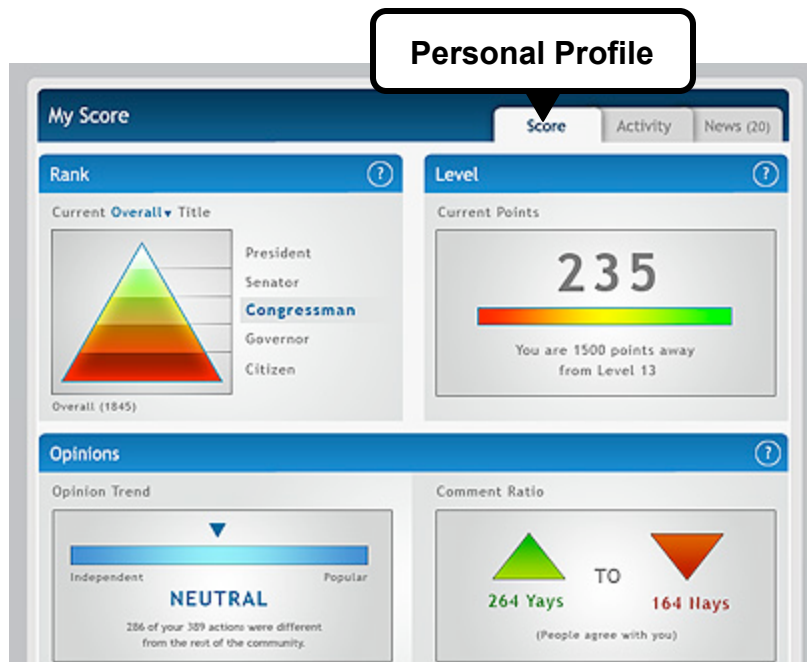 Personal Profile
My Score
Score
Activity
News (20)
Rank
?
Current Overall▾ Title
President
Senator
Congressman
Governor
Citizen
Overall (1845)
Level
?
Current Points
235
You are 1500 points away
from Level 13
Opinions
?
Opinion Trend
Independent
Popular
NEUTRAL
286 of your 389 actions were different
from the rest of the community.
Comment Ratio
TO
264 Yays
164 Nays
(People agree with you)